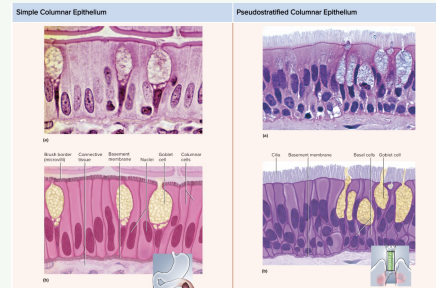 Simple Columnar Epithelium
Pseudostratified Columnar Epithelium
(a)
(a)
Brush border
(microvilli)
Connective
tissue
Basement
membrane
Nuclei
Goblet
cell
Columnar
cells
Cilia
Basement membrane
Basal cells
Goblet cell
(b)
(b)